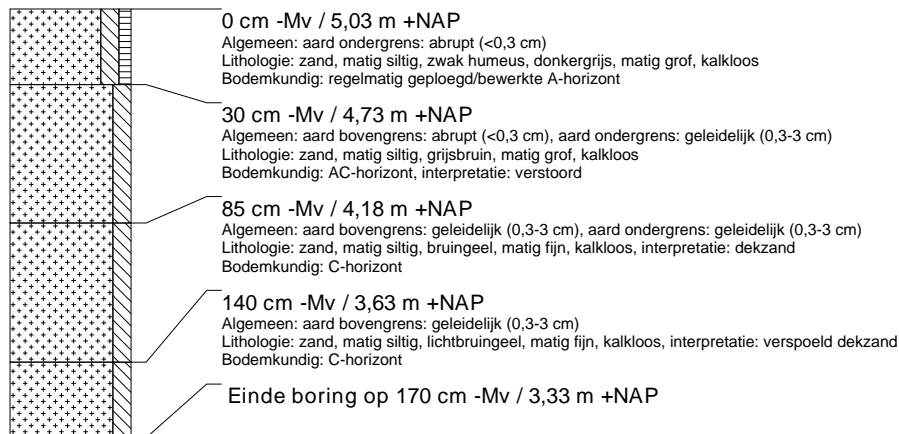 0 cm -Mv / 5,03 m +NAP
Algemeen: aard ondergrens: abrupt (<0,3 cm)
Lithologie: zand, matig siltig, zwak humeus, donkergrijs, matig grof, kalkloos
Bodemkundig: regelmatig geploegd/bewerkte A-horizont
30 cm -Mv / 4,73 m +NAP
Algemeen: aard bovengrens: abrupt (<0,3 cm), aard ondergrens: geleidelijk (0,3-3 cm)
Lithologie: zand, matig siltig, grijsbruin, matig grof, kalkloos
Bodemkundig: AC-horizont, interpretatie: verstoord
85 cm -Mv / 4,18 m +NAP
Algemeen: aard bovengrens: geleidelijk (0,3-3 cm), aard ondergrens: geleidelijk (0,3-3 cm)
Lithologie: zand, matig siltig, bruingeel, matig fijn, kalkloos, interpretatie: dekzand
Bodemkundig: C-horizont
140 cm -Mv / 3,63 m +NAP
Algemeen: aard bovengrens: geleidelijk (0,3-3 cm)
Lithologie: zand, matig siltig, lichtbruingeel, matig fijn, kalkloos, interpretatie: verspoeld dekzand
Bodemkundig: C-horizont
Einde boring op 170 cm -Mv / 3,33 m +NAP